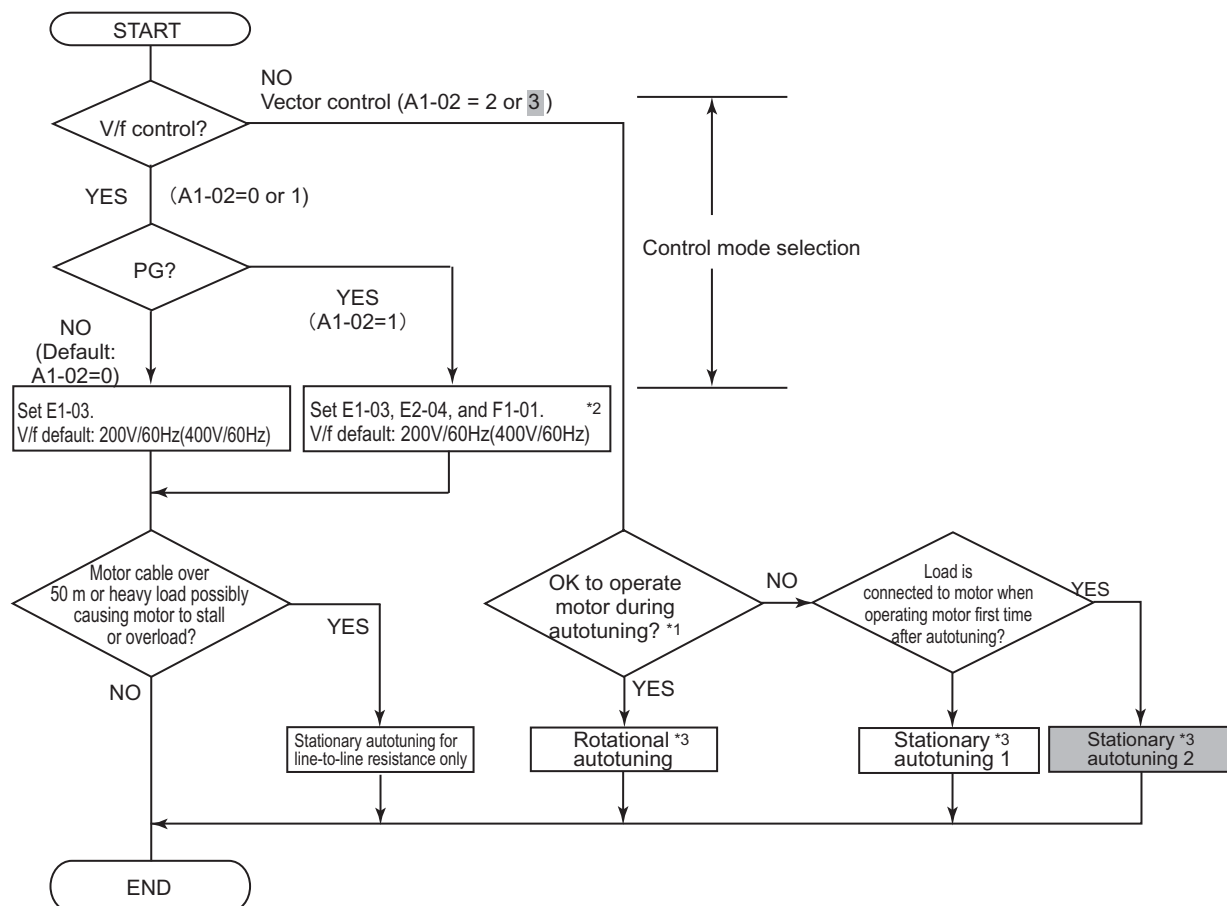 START
NO
Vector control (A1-02 = 2 or 3 )
V/f control?
YES
(A1-02=0 or 1)
Control mode selection
PG?
YES
(A1-02=1)
NO
(Default:
A1-02=0)
Set E1-03.
V/f default: 200V/60Hz(400V/60Hz)
Set E1-03, E2-04, and F1-01. *2
V/f default: 200V/60Hz(400V/60Hz)
Motor cable over
50 m or heavy load possibly
causing motor to stall
or overload?
YES
NO
OK to operate
motor during
autotuning? *1
NO
YES
Load is
connected to motor when
operating motor first time
after autotuning?
YES
Stationary autotuning for
line-to-line resistance only
Rotational *3
autotuning
Stationary *3
autotuning 1
Stationary *3
autotuning 2
END